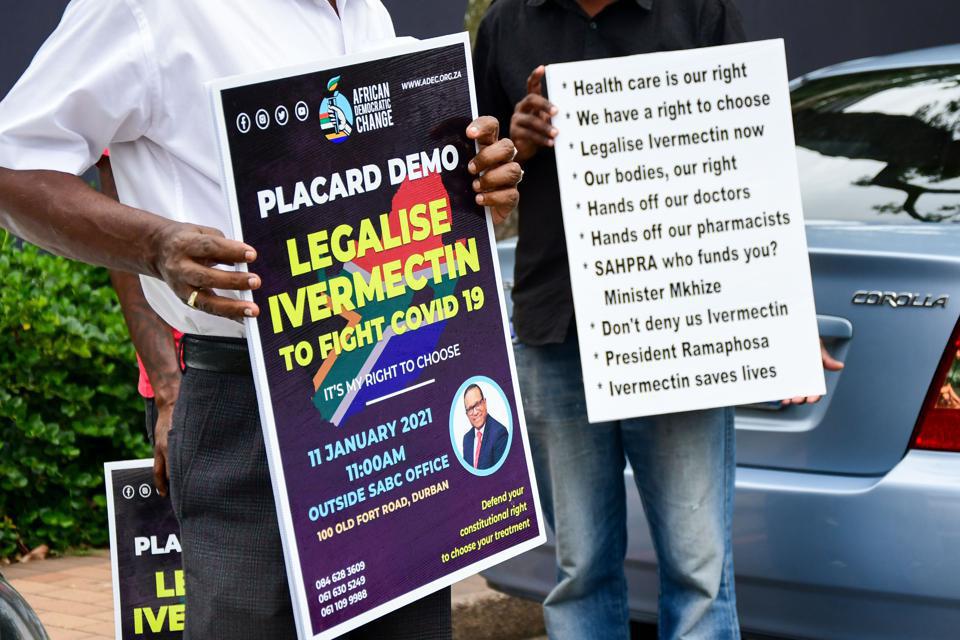 WWW.ADEC.ORG.ZA
AFRICAN
DEMOCRATIC
CHANGE
PLACARD DEMO
LEGALISE
IVERMECTIN
TO FIGHT COVID 19
IT'S MY RIGHT TO CHOOSE
11 JANUARY 2021
11:00AM
OUTSIDE SABC OFFICE
100 OLD FORT ROAD, DURBAN
Defend your
constitutional right
to choose your treatment
084 628 3609
061 630 5249
061 109 9988
* Health care is our right
* We have a right to choose
* Legalise Ivermectin now
* Our bodies, our right
* Hands off our doctors
* Hands off our pharmacists
* SAHPRA who funds you?
Minister Mkhize
* Don't deny us Ivermectin
* President Ramaphosa
* Ivermectin saves lives
COROLLA
PLA
LE
IVE